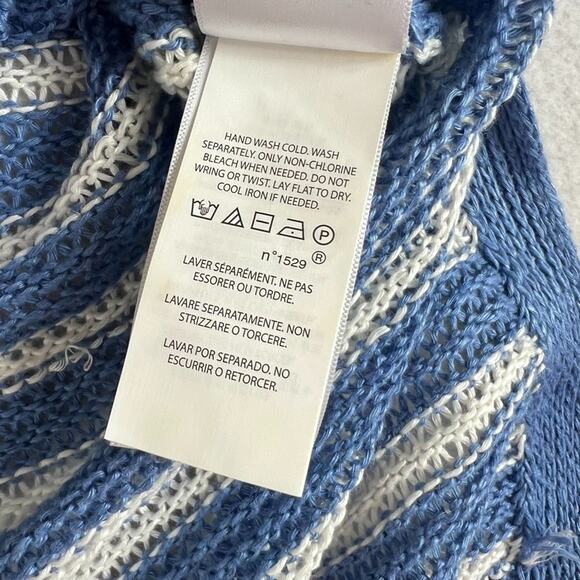 HAND WASH COLD. WASH
SEPARATELY. ONLY NON-CHLORINE
BLEACH WHEN NEEDED. DO NOT
WRING OR TWIST. LAY FLAT TO DRY.
COOL IRON IF NEEDED.
P
n°1529 ®
LAVER SÉPARÉMENT. NE PAS
ESSORER OU TORDRE.
LAVARE SEPARATAMENTE. NON
STRIZZARE O TORCERE.
LAVAR POR SEPARADO. NO
ESCURRIR O RETORCER.